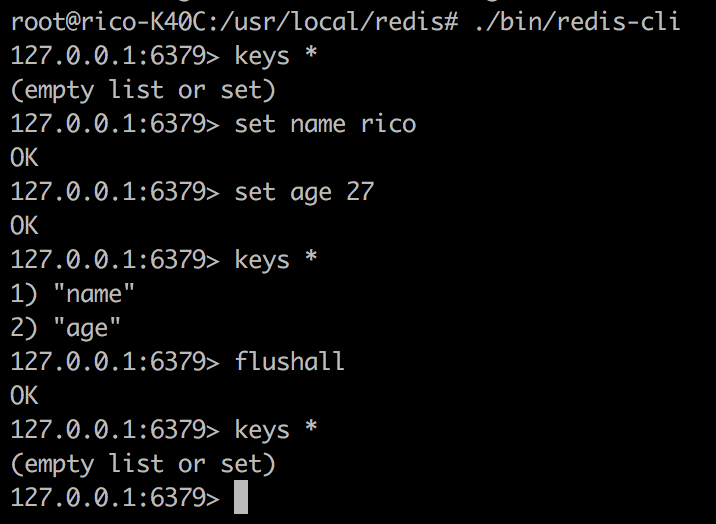 root@rico-K40C:/usr/local/redis# ./bin/redis-cli
127.0.0.1:6379> keys *
(empty list or set)
127.0.0.1:6379> set name rico
OK
127.0.0.1:6379> set age 27
OK
127.0.0.1:6379> keys *
1) "name"
2) "age"
127.0.0.1:6379> flushall
OK
127.0.0.1:6379> keys *
(empty list or set)
127.0.0.1:6379>